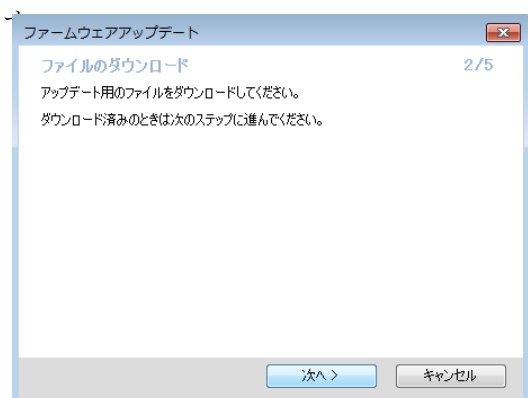 ファームウェアアップデート
ファイルのダウンロード 2/5
アップデート用のファイルをダウンロードしてください。
ダウンロード済みのときは次のステップに進んでください。
次へ > キャンセル